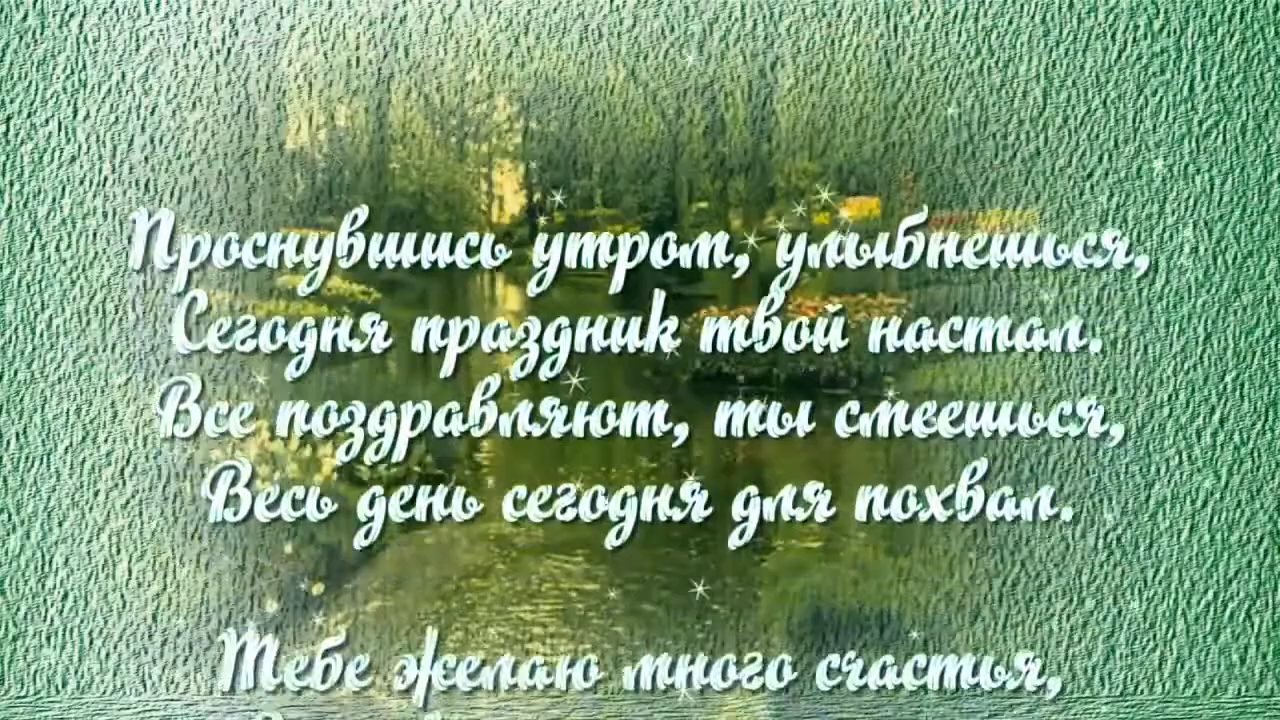 Проснувшись утром, улыбнешься,
Сегодня праздник твой настал.
Все поздравляют, ты смеешься,
Весь день сегодня для похвал.
Тебе желаю много счастья,